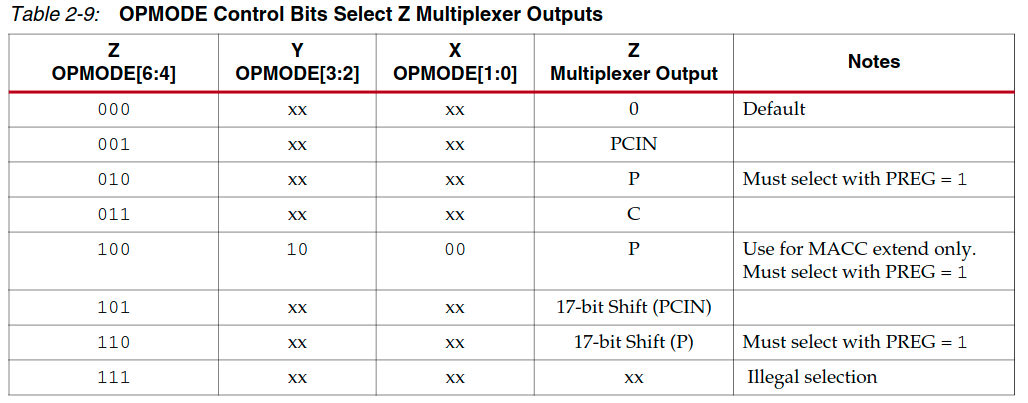 Table 2-9: OPMODE Control Bits Select Z Multiplexer Outputs
Z OPMODE[6:4] Y OPMODE[3:2] X OPMODE[1:0] Z Multiplexer Output Notes
000 xx xx 0 Default
001 xx xx PCIN
010 xx xx P Must select with PREG = 1
011 xx xx C
100 10 00 P Use for MACC extend only.
Must select with PREG = 1
101 xx xx 17-bit Shift (PCIN)
110 xx xx 17-bit Shift (P) Must select with PREG = 1
111 xx xx xx Illegal selection